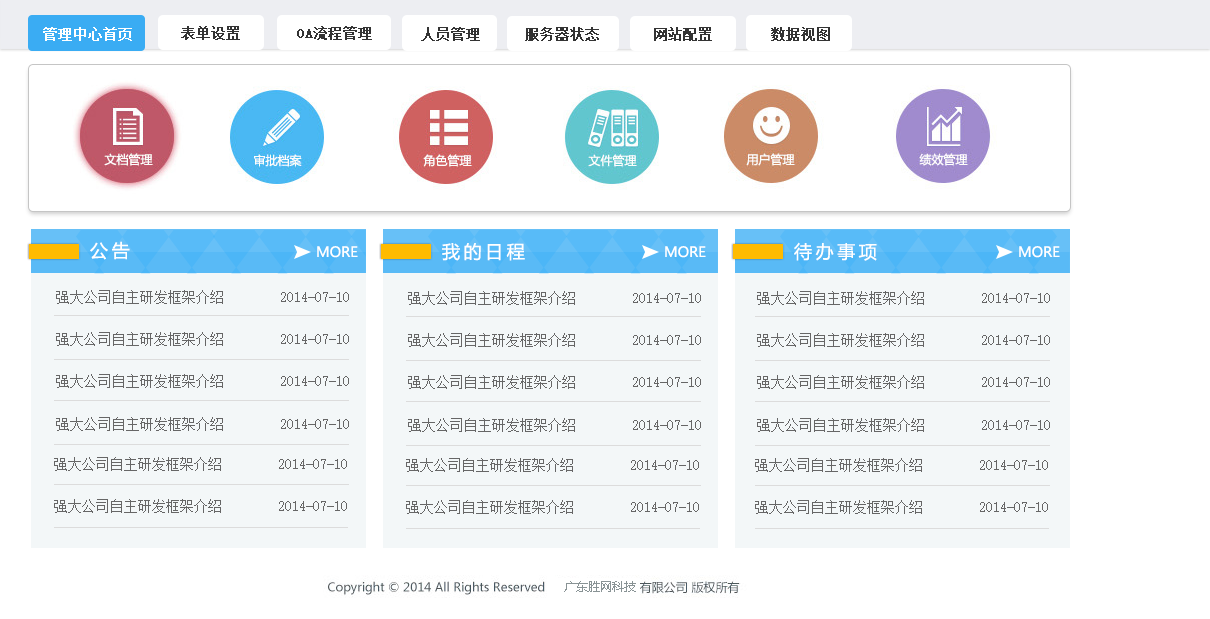 管理中心首页 表单设置 OA流程管理 人员管理 服务器状态 网站配置 数据视图
文档管理 审批档案 角色管理 文件管理 用户管理 绩效管理
公告 MORE
强大公司自主研发框架介绍 2014-07-10
强大公司自主研发框架介绍 2014-07-10
强大公司自主研发框架介绍 2014-07-10
强大公司自主研发框架介绍 2014-07-10
强大公司自主研发框架介绍 2014-07-10
强大公司自主研发框架介绍 2014-07-10
我的日程 MORE
强大公司自主研发框架介绍 2014-07-10
强大公司自主研发框架介绍 2014-07-10
强大公司自主研发框架介绍 2014-07-10
强大公司自主研发框架介绍 2014-07-10
强大公司自主研发框架介绍 2014-07-10
强大公司自主研发框架介绍 2014-07-10
待办事项 MORE
强大公司自主研发框架介绍 2014-07-10
强大公司自主研发框架介绍 2014-07-10
强大公司自主研发框架介绍 2014-07-10
强大公司自主研发框架介绍 2014-07-10
强大公司自主研发框架介绍 2014-07-10
强大公司自主研发框架介绍 2014-07-10
Copyright © 2014 All Rights Reserved 广东胜网科技 有限公司 版权所有